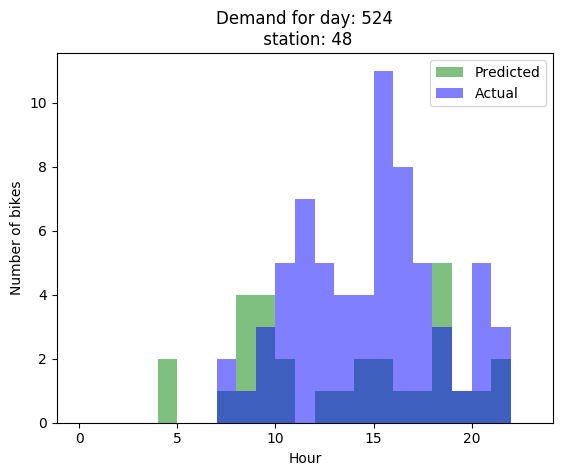 Demand for day: 524
station: 48
Predicted
Actual
Number of bikes
10
8
6
4
2
0
0 5 10 15 20
Hour